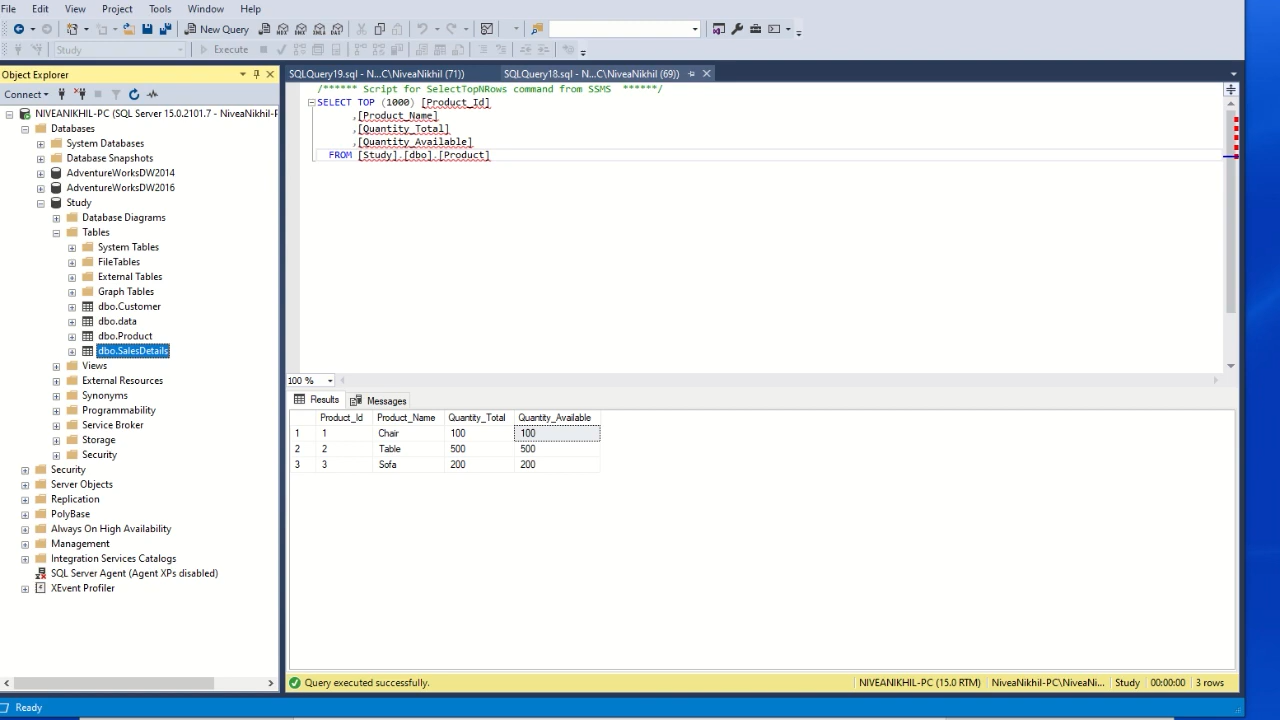 File Edit View Project Tools Window Help
New Query
Study Execute
Object Explorer
Connect
NIVEANIKHIL-PC (SQL Server 15.0.2101.7 - NiveaNikhil-P
Databases
System Databases
Database Snapshots
AdventureWorksDW2014
AdventureWorksDW2016
Study
Database Diagrams
Tables
System Tables
FileTables
External Tables
Graph Tables
dbo.Customer
dbo.data
dbo.Product
dbo.SalesDetails
Views
External Resources
Synonyms
Programmability
Service Broker
Storage
Security
Security
Server Objects
Replication
PolyBase
Always On High Availability
Management
Integration Services Catalogs
SQL Server Agent (Agent XPs disabled)
XEvent Profiler
SQLQuery19.sql - N...C\NiveaNikhil (71)) SQLQuery18.sql - N...C\NiveaNikhil (69))
/****** Script for SelectTopNRows command from SSMS ******/
SELECT TOP (1000) [Product_Id]
,[Product_Name]
,[Quantity_Total]
,[Quantity_Available]
FROM [Study].[dbo].[Product]
100 %
Results Messages
Product_Id Product_Name Quantity_Total Quantity_Available
1 1 Chair 100 100
2 2 Table 500 500
3 3 Sofa 200 200
Query executed successfully. NIVEANIKHIL-PC (15.0 RTM) NiveaNikhil-PC\NiveaNi... Study 00:00:00 3 rows
Ready